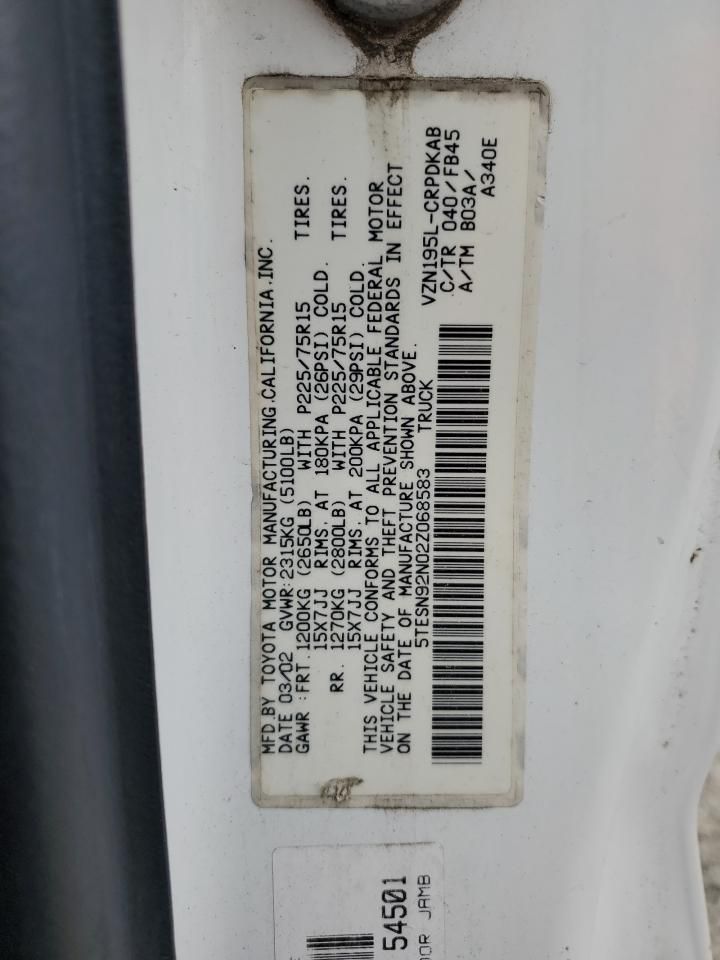 MFD.BY TOYOTA MOTOR MANUFACTURING.CALIFORNIA.INC.
DATE 03/02 GVWR:2315KG (5100LB)
GAWR :FRT.1200KG (2650LB) WITH P225/75R15 TIRES.
15X7JJ RIMS. AT 180KPA (26PSI) COLD.
RR. 1270KG (2800LB) WITH P225/75R15 TIRES.
15X7JJ RIMS. AT 200KPA (29PSI) COLD.
THIS VEHICLE CONFORMS TO ALL APPLICABLE FEDERAL MOTOR
VEHICLE SAFETY AND THEFT PREVENTION STANDARDS IN EFFECT
ON THE DATE OF MANUFACTURE SHOWN ABOVE.
5TESN92N02Z068583 TRUCK
VZN195L-CRPDKAB
C/TR 040/FB45
A/TM B03A/
A340E
54501
JAMB